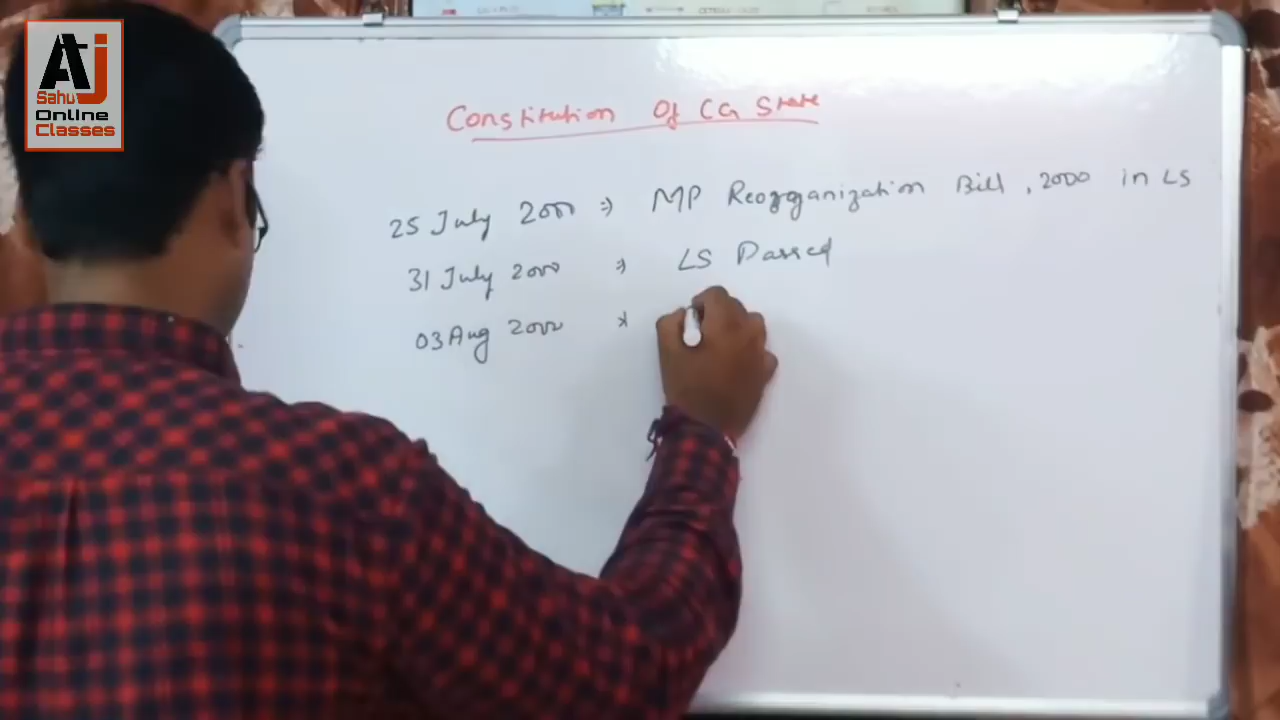 AJ
Sahu
Online
Classes
Constitution Of CG State
25 July 2000 => MP Reorganization Bill, 2000 in LS
31 July 2000 => LS Passed
03 Aug 2000